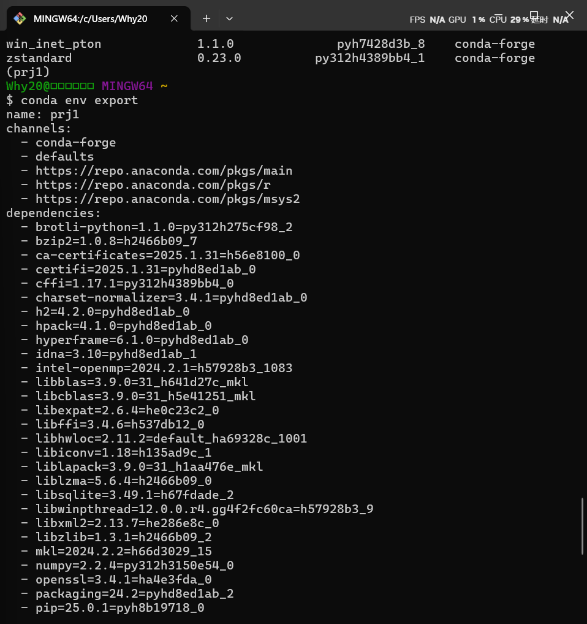 MINGW64:/c/Users/Why20
FPS N/A GPU 1 % CPU 29 % N/A
win_inet_pton 1.1.0 pyh7428d3b_8 conda-forge
zstandard 0.23.0 py312h4389bb4_1 conda-forge
(prj1)
Why20@□□□□□□ MINGW64 ~
$ conda env export
name: prj1
channels:
- conda-forge
- defaults
- https://repo.anaconda.com/pkgs/main
- https://repo.anaconda.com/pkgs/r
- https://repo.anaconda.com/pkgs/msys2
dependencies:
- brotli-python=1.1.0=py312h275cf98_2
- bzip2=1.0.8=h2466b09_7
- ca-certificates=2025.1.31=h56e8100_0
- certifi=2025.1.31=pyhd8ed1ab_0
- cffi=1.17.1=py312h4389bb4_0
- charset-normalizer=3.4.1=pyhd8ed1ab_0
- h2=4.2.0=pyhd8ed1ab_0
- hpack=4.1.0=pyhd8ed1ab_0
- hyperframe=6.1.0=pyhd8ed1ab_0
- idna=3.10=pyhd8ed1ab_1
- intel-openmp=2024.2.1=h57928b3_1083
- libblas=3.9.0=31_h641d27c_mkl
- libcblas=3.9.0=31_h5e41251_mkl
- libexpat=2.6.4=he0c23c2_0
- libffi=3.4.6=h537db12_0
- libhwloc=2.11.2=default_ha69328c_1001
- libiconv=1.18=h135ad9c_1
- liblapack=3.9.0=31_h1aa476e_mkl
- liblzma=5.6.4=h2466b09_0
- libsqlite=3.49.1=h67fdade_2
- libwinpthread=12.0.0.r4.gg4f2fc60ca=h57928b3_9
- libxml2=2.13.7=he286e8c_0
- libzlib=1.3.1=h2466b09_2
- mkl=2024.2.2=h66d3029_15
- numpy=2.2.4=py312h3150e54_0
- openssl=3.4.1=ha4e3fda_0
- packaging=24.2=pyhd8ed1ab_2
- pip=25.0.1=pyh8b19718_0